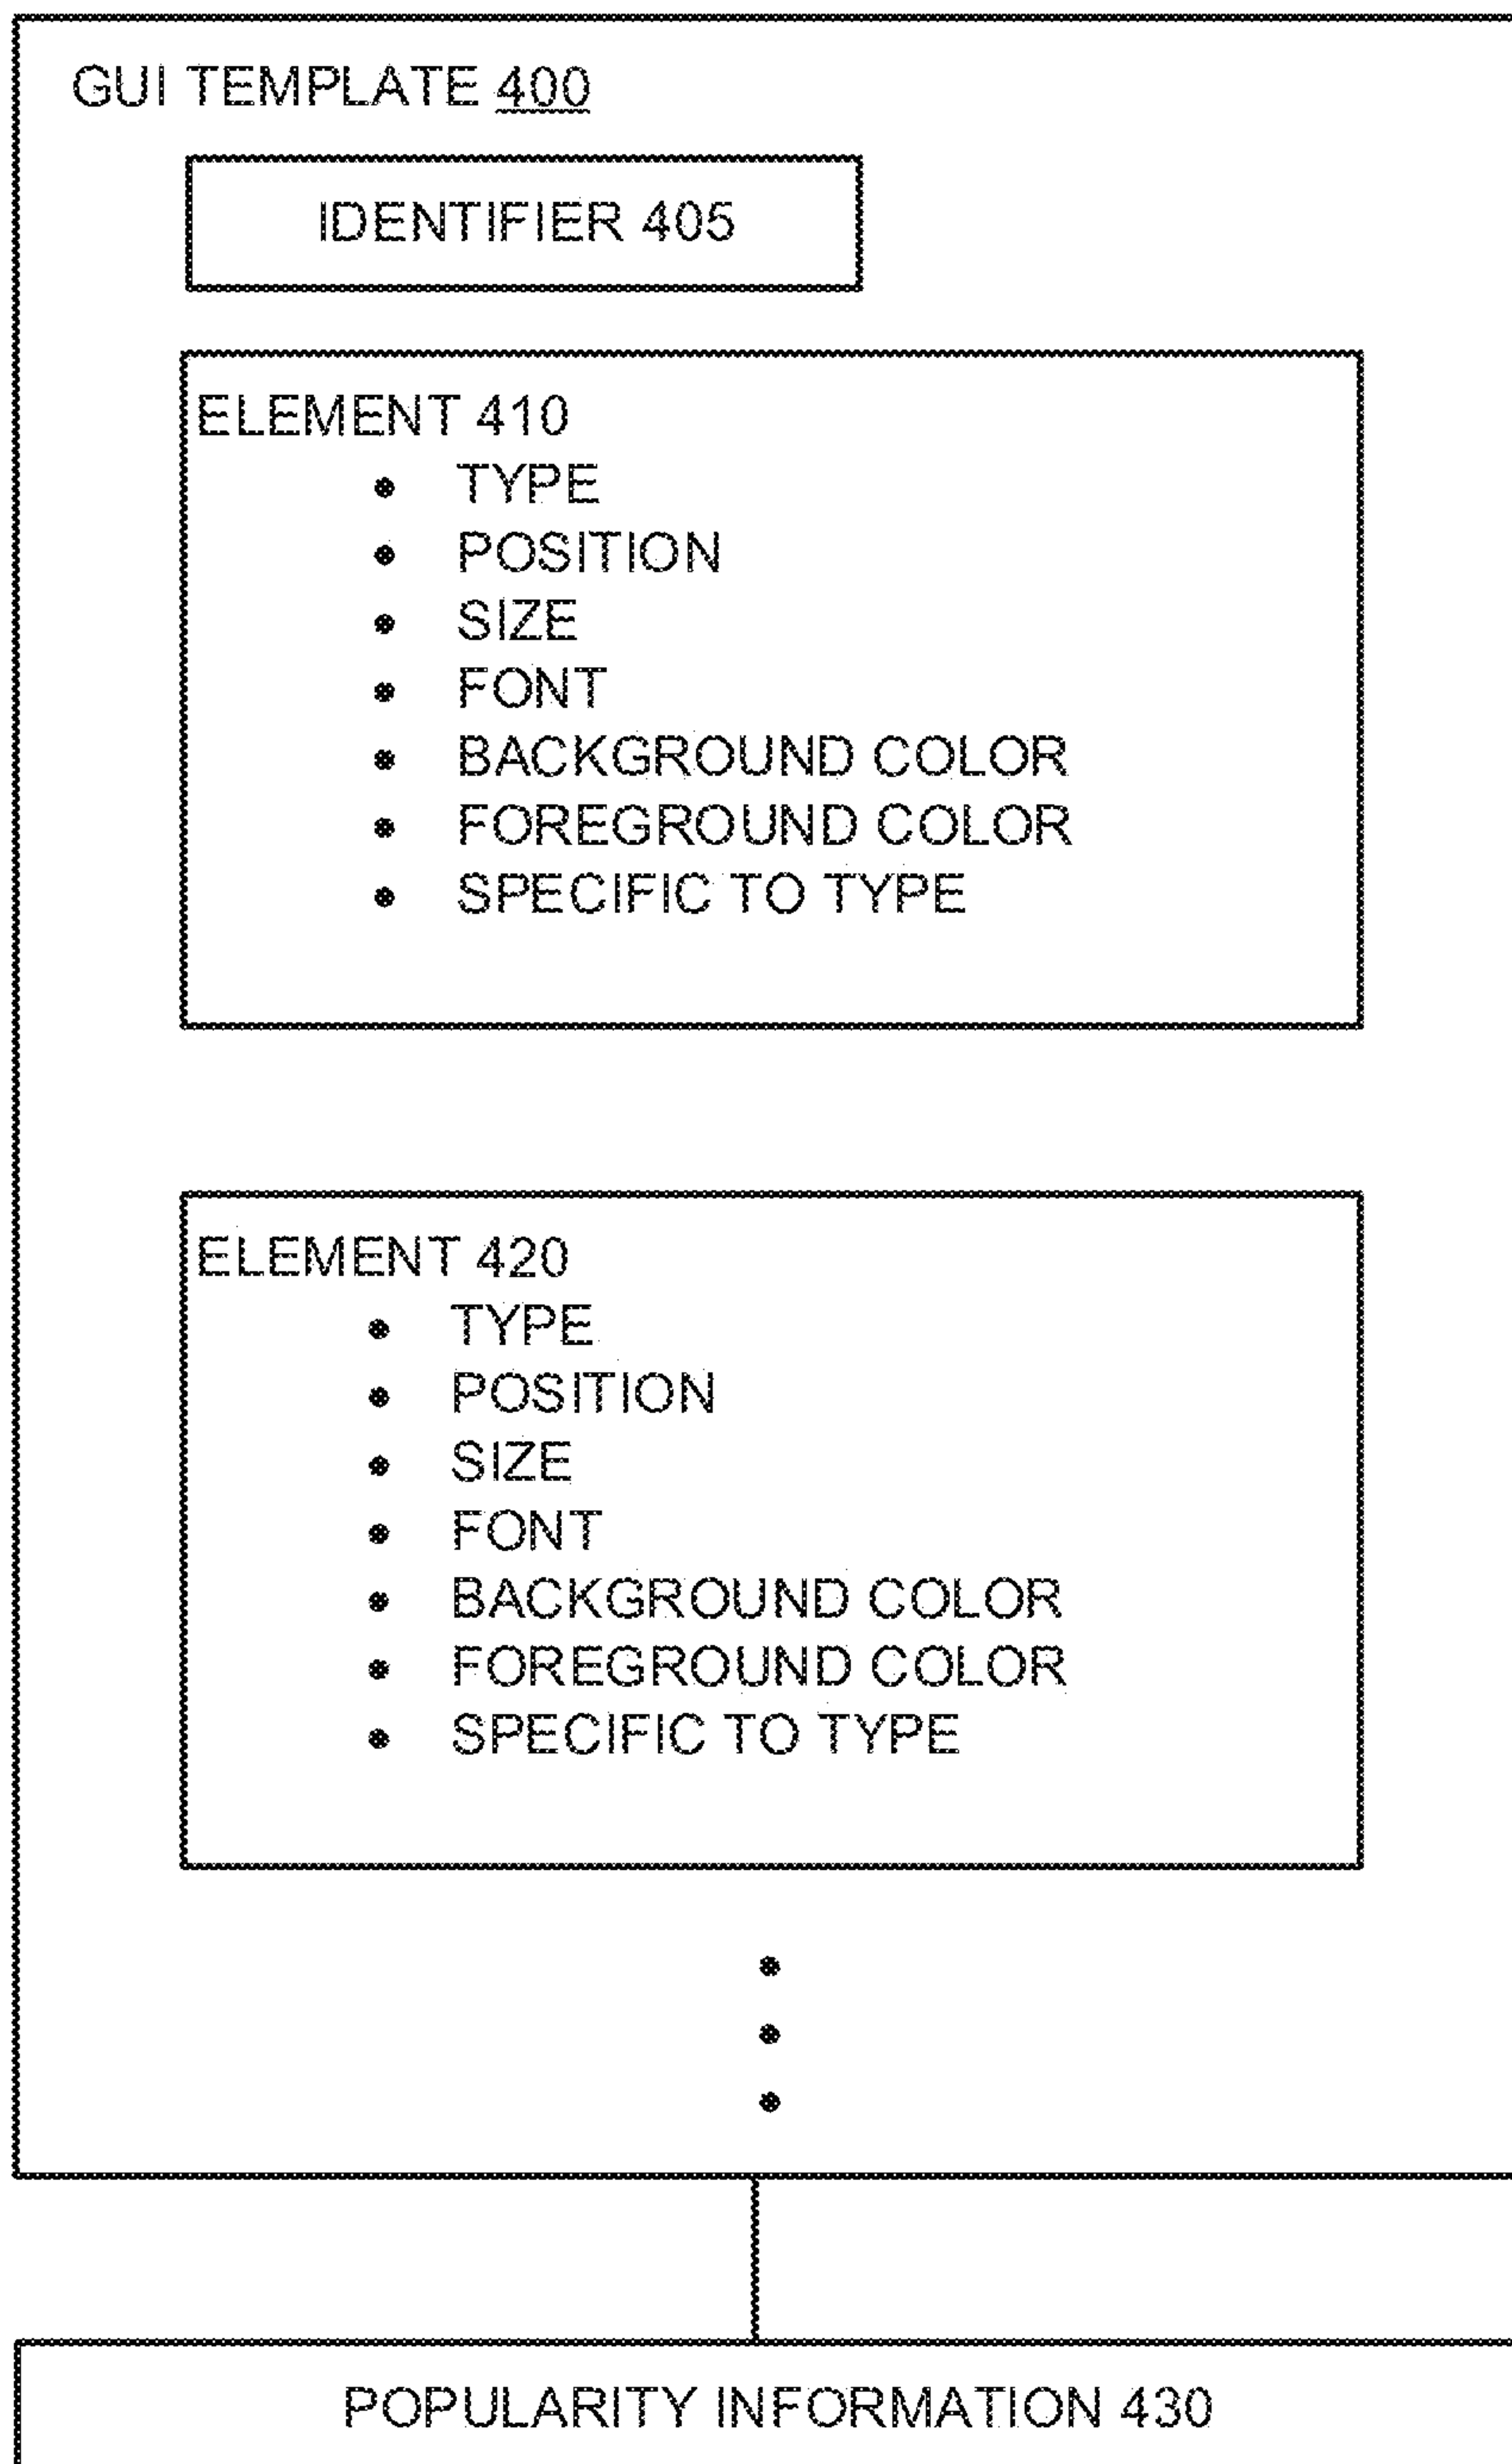 GUI TEMPLATE 400
IDENTIFIER 405
ELEMENT 410
• TYPE
• POSITION
• SIZE
• FONT
• BACKGROUND COLOR
• FOREGROUND COLOR
• SPECIFIC TO TYPE
ELEMENT 420
• TYPE
• POSITION
• SIZE
• FONT
• BACKGROUND COLOR
• FOREGROUND COLOR
• SPECIFIC TO TYPE
POPULARITY INFORMATION 430